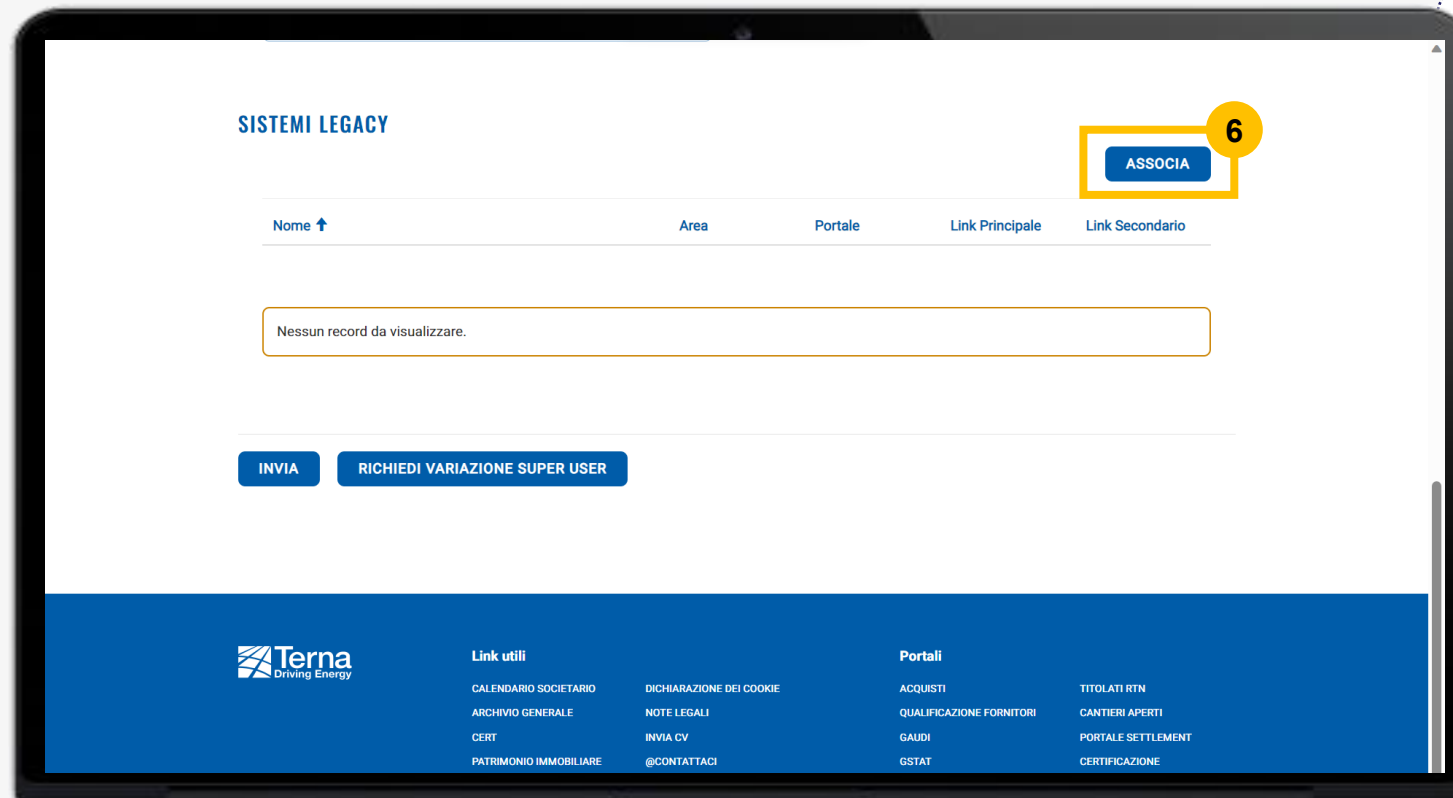 SISTEMI LEGACY
6
ASSOCIA
Nome Area Portale Link Principale Link Secondario
Nessun record da visualizzare.
INVIA RICHIEDI VARIAZIONE SUPER USER
Terna
Driving Energy
Link utili
CALENDARIO SOCIETARIO DICHIARAZIONE DEI COOKIE
ARCHIVIO GENERALE NOTE LEGALI
CERT INVIA CV
PATRIMONIO IMMOBILIARE @CONTATTACI
Portali
ACQUISTI TITOLATI RTN
QUALIFICAZIONE FORNITORI CANTIERI APERTI
GAUDI PORTALE SETTLEMENT
GSTAT CERTIFICAZIONE